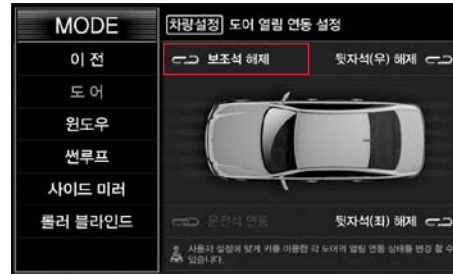 MODE
이 전
도 어
윈도우
썬루프
사이드 미러
롤러 블라인드
차량설정 도어 열림 연동 설정
보조석 해제
뒷자석(우) 해제
운전석 연동
뒷자석(좌) 해제
사용자 설정에 맞게 키를 이용한 각 도어의 열림 연동 상태를 변경 할 수
있습니다.